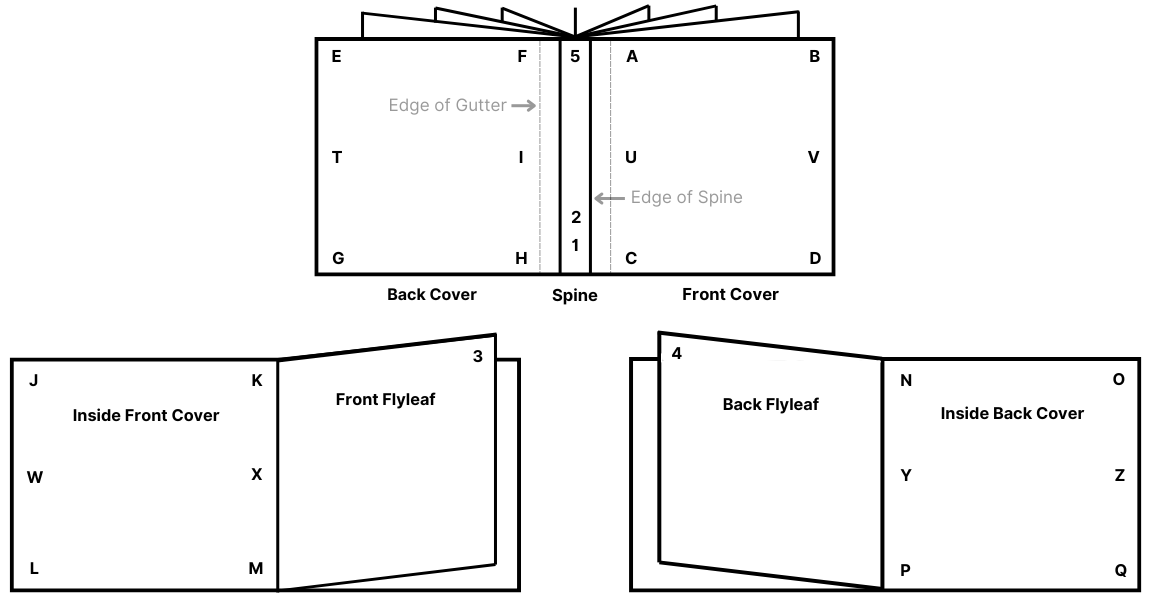 E F 5 A B
Edge of Gutter
T I U V
Edge of Spine
2
1
G H C D
Back Cover Spine Front Cover
3
J K
Front Flyleaf
Inside Front Cover
W X
L M
4
N O
Back Flyleaf
Inside Back Cover
Y Z
P Q